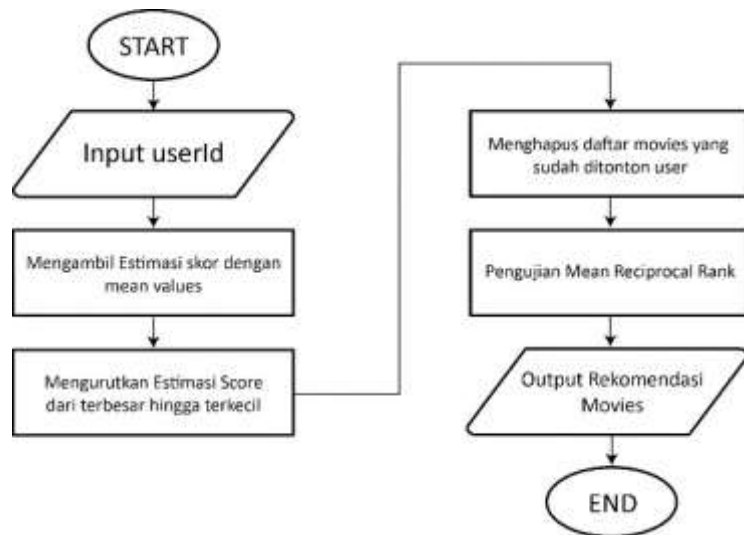 START
Input userId
Mengambil Estimasi skor dengan
mean values
Mengurutkan Estimasi Score
dari terbesar hingga terkecil
Menghapus daftar movies yang
sudah ditonton user
Pengujian Mean Reciprocal Rank
Output Rekomendasi
Movies
END